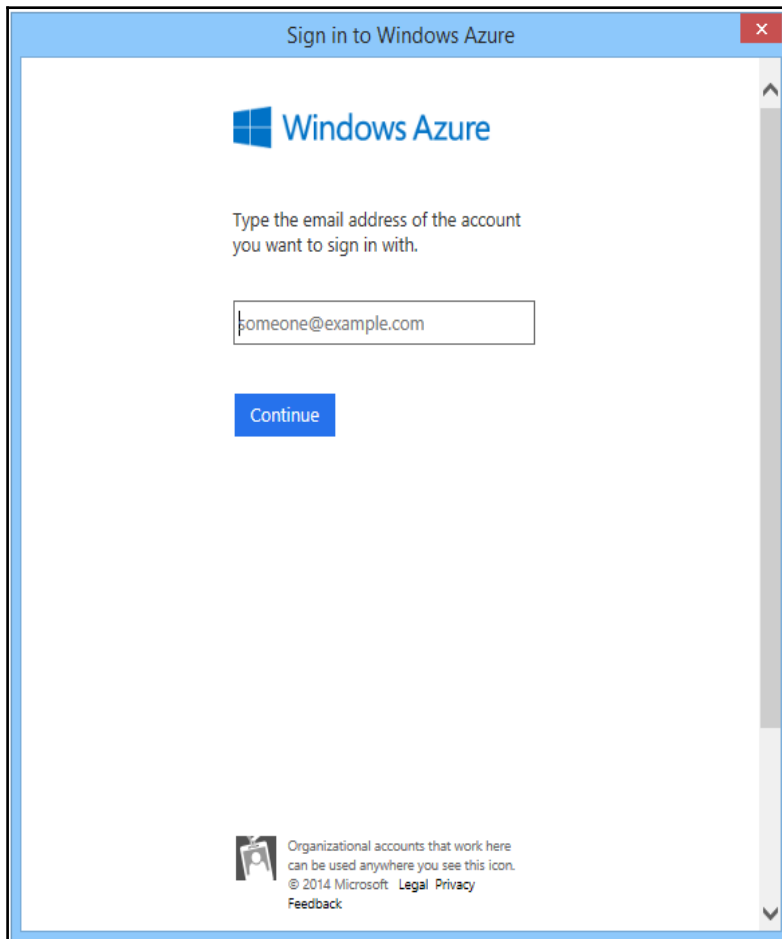 Sign in to Windows Azure
x
Windows Azure
Type the email address of the account
you want to sign in with.
someone@example.com
Continue
Organizational accounts that work here
can be used anywhere you see this icon.
© 2014 Microsoft Legal Privacy
Feedback